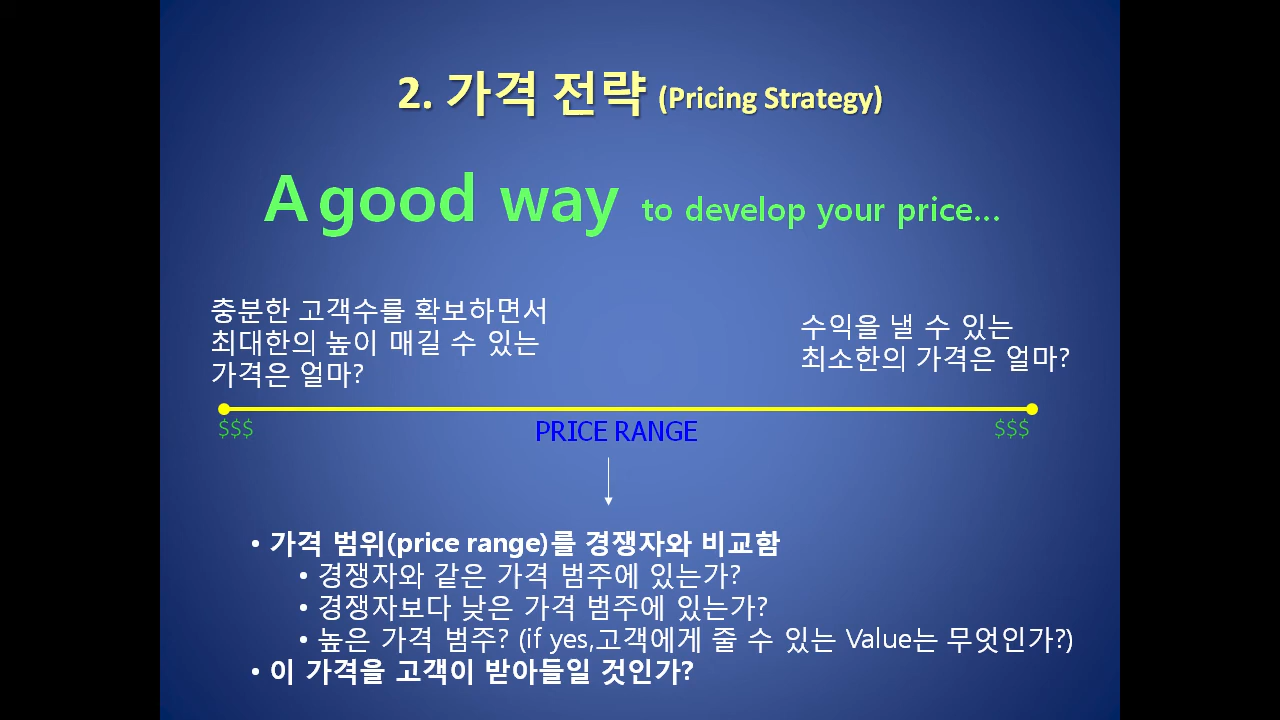 2. 가격 전략 (Pricing Strategy)
A good way to develop your price...
충분한 고객수를 확보하면서
최대한의 높이 매길 수 있는
가격은 얼마?
수익을 낼 수 있는
최소한의 가격은 얼마?
$$$
PRICE RANGE
$$$
• 가격 범위(price range)를 경쟁자와 비교함
• 경쟁자와 같은 가격 범주에 있는가?
• 경쟁자보다 낮은 가격 범주에 있는가?
• 높은 가격 범주? (if yes,고객에게 줄 수 있는 Value는 무엇인가?)
• 이 가격을 고객이 받아들일 것인가?